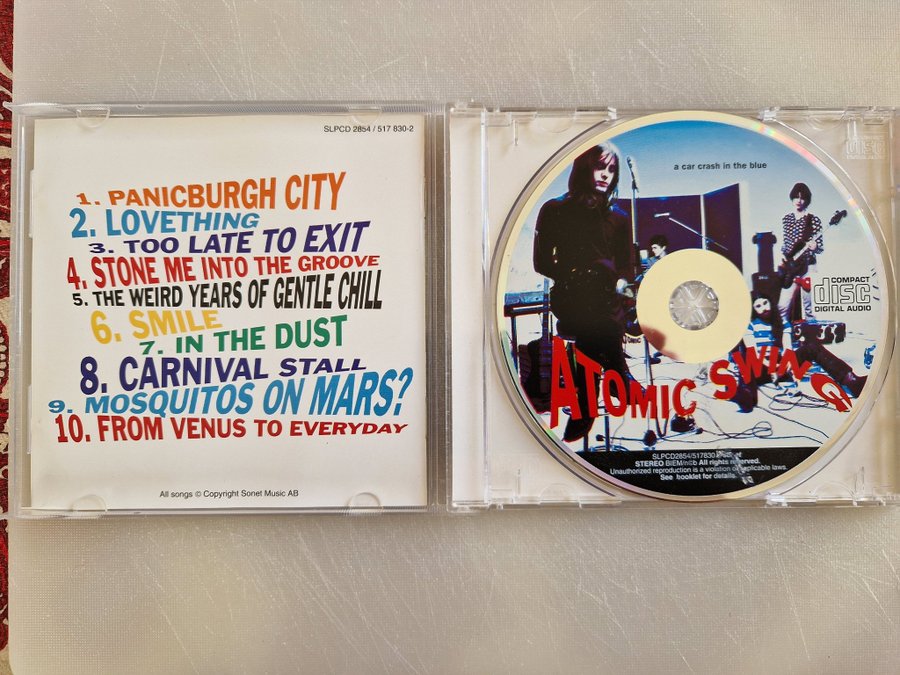 SLPCD 2854 / 517 830-2
1. PANICBURGH CITY
2. LOVETHING
3. TOO LATE TO EXIT
4. STONE ME INTO THE GROOVE
5. THE WEIRD YEARS OF GENTLE CHILL
6. SMILE
7. IN THE DUST
8. CARNIVAL STALL
9. MOSQUITOS ON MARS?
10. FROM VENUS TO EVERYDAY
All songs © Copyright Sonet Music AB
a car crash in the blue
COMPACT
disc
DIGITAL AUDIO
ATOMIC SWING
SLPCD2854/517830
STEREO BIEM/n©b All rights reserved.
Unauthorized reproduction is a violation of applicable laws.
See booklet for details.
DISC